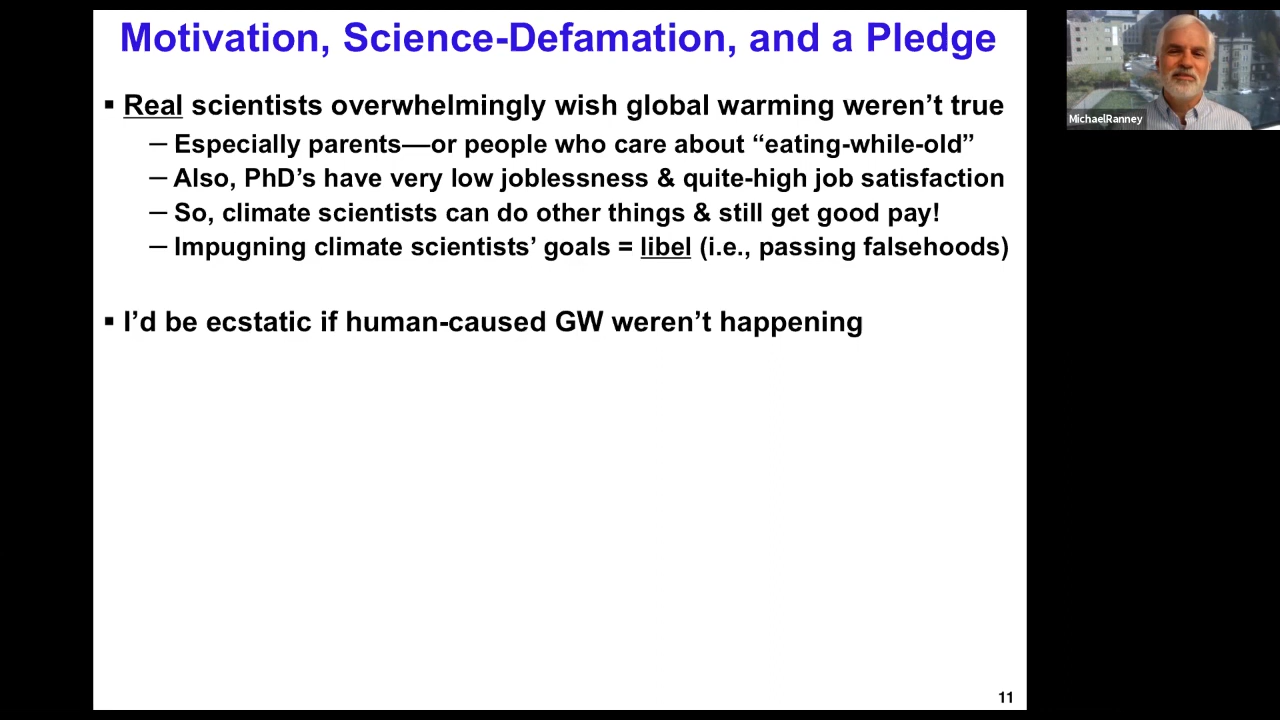 Motivation, Science-Defamation, and a Pledge
▪ Real scientists overwhelmingly wish global warming weren’t true
– Especially parents—or people who care about “eating-while-old”
– Also, PhD’s have very low joblessness & quite-high job satisfaction
– So, climate scientists can do other things & still get good pay!
– Impugning climate scientists’ goals = libel (i.e., passing falsehoods)
▪ I’d be ecstatic if human-caused GW weren’t happening
11
MichaelRanney